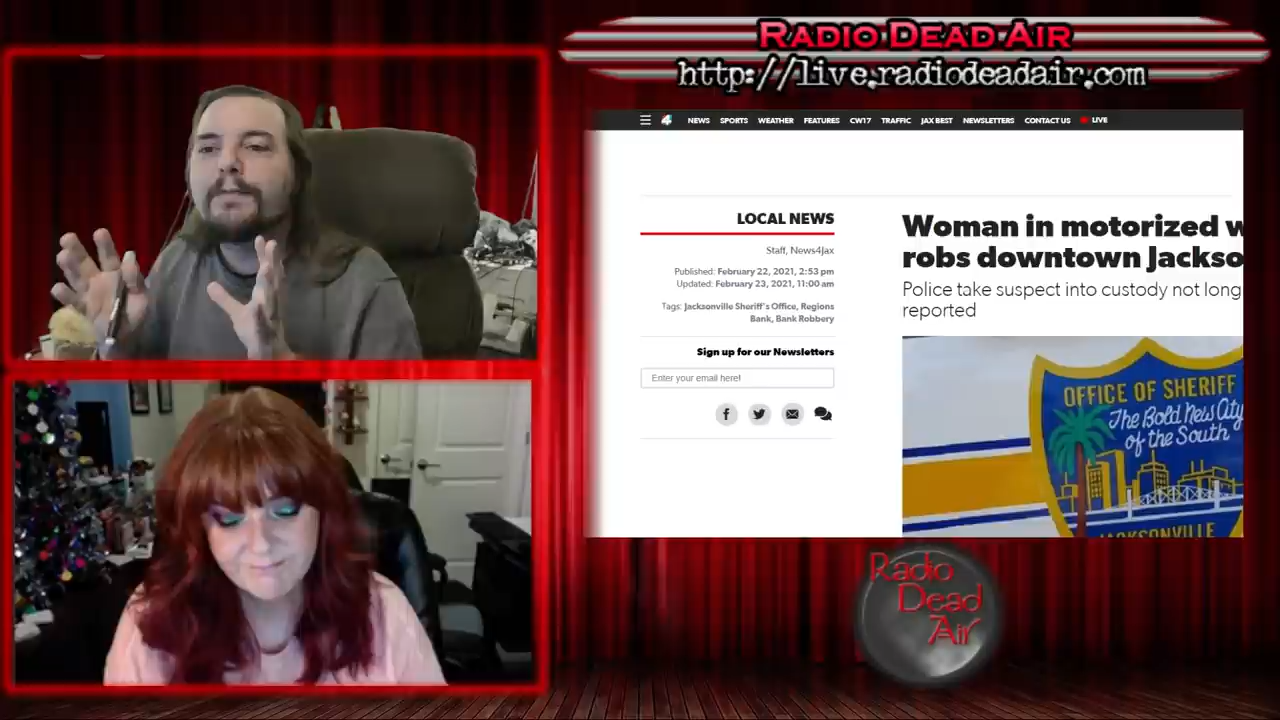 RADIO DEAD AIR
http://live.radiodeadair.com
NEWS SPORTS WEATHER FEATURES CW17 TRAFFIC JAX BEST NEWSLETTERS CONTACT US LIVE
LOCAL NEWS
Staff, News4Jax
Published: February 22, 2021, 2:53 pm
Updated: February 23, 2021, 11:00 am
Tags: Jacksonville Sheriff's Office, Regions
Bank, Bank Robbery
Sign up for our Newsletters
Enter your email here!
Woman in motorized w
robs downtown Jackso
Police take suspect into custody not long
reported
OFFICE OF SHERIFF
The Bold New City
of the South
JACKSONVILLE
Radio
Dead
Air